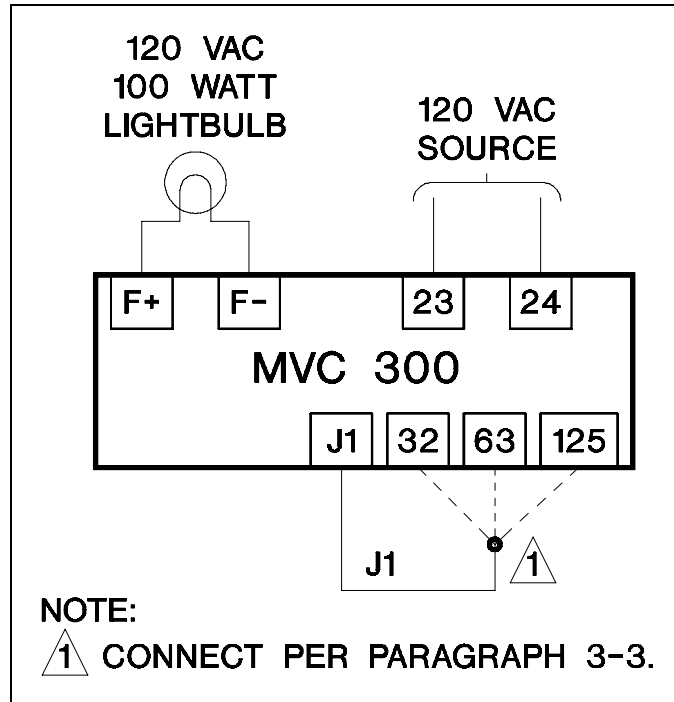 120 VAC
100 WATT
LIGHTBULB
120 VAC
SOURCE
F+ F- 23 24
MVC 300
J1 32 63 125
J1 1
NOTE:
1 CONNECT PER PARAGRAPH 3-3.